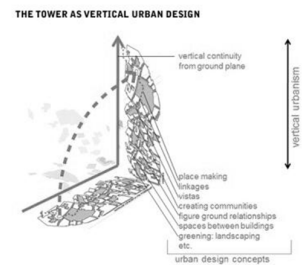 THE TOWER AS VERTICAL URBAN DESIGN
vertical continuity
from ground plane
vertical urbanism
place making
linkages
vistas
creating communities
figure ground relationships
spaces between buildings
greening: landscaping
etc.
urban design concepts